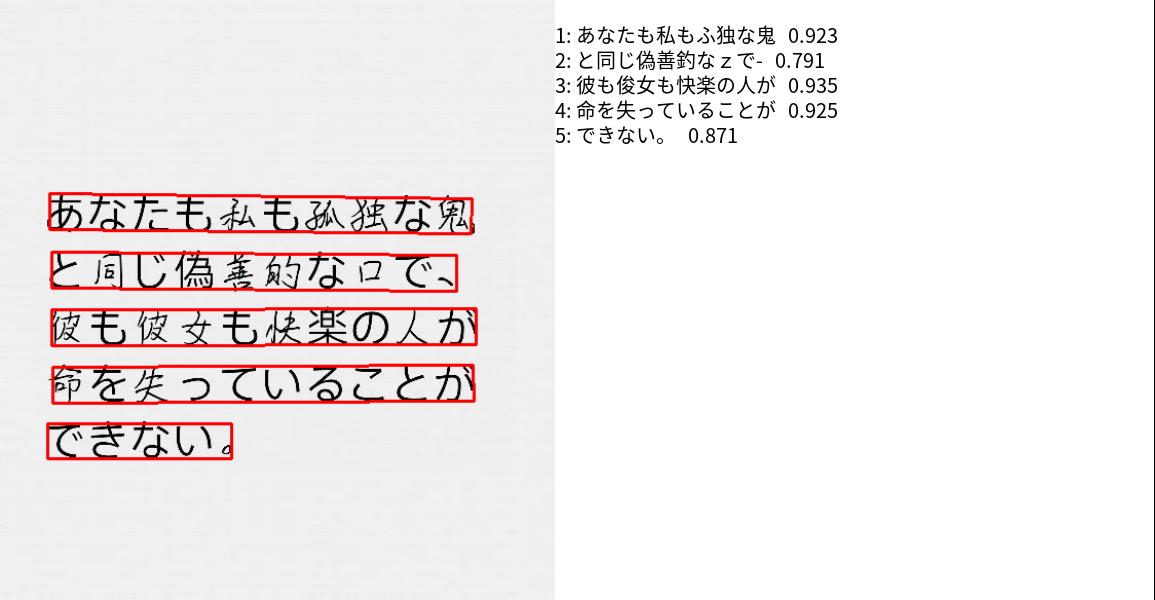 あなたも私も孤独な鬼
と同じ偽善的な口で、
彼も彼女も快楽の人が
命を失っていることが
できない。
1: あなたも私もふ独な鬼 0.923
2: と同じ偽善釣なｚで- 0.791
3: 彼も俊女も快楽の人が 0.935
4: 命を失っていることが 0.925
5: できない。 0.871